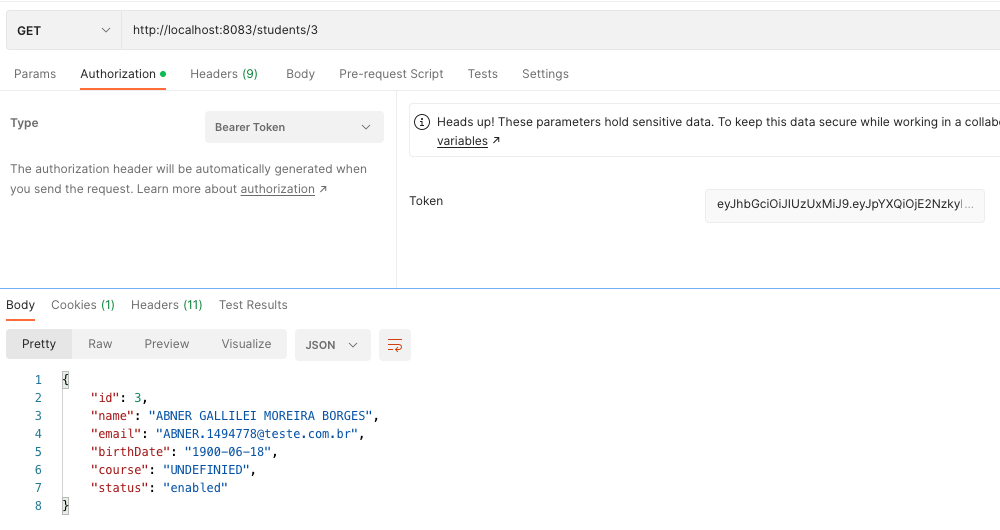 GET http://localhost:8083/students/3
Params Authorization Headers (9) Body Pre-request Script Tests Settings
Type Bearer Token
The authorization header will be automatically generated when
you send the request. Learn more about authorization ↗
Heads up! These parameters hold sensitive data. To keep this data secure while working in a collabo
variables ↗
Token eyJhbGciOiJIUzUxMiJ9.eyJpYXQiOjE2Nzkyl...
Body Cookies (1) Headers (11) Test Results
Pretty Raw Preview Visualize JSON
1 {
2 "id": 3,
3 "name": "ABNER GALLILEI MOREIRA BORGES",
4 "email": "ABNER.1494778@teste.com.br",
5 "birthDate": "1900-06-18",
6 "course": "UNDEFINIED",
7 "status": "enabled"
8 }